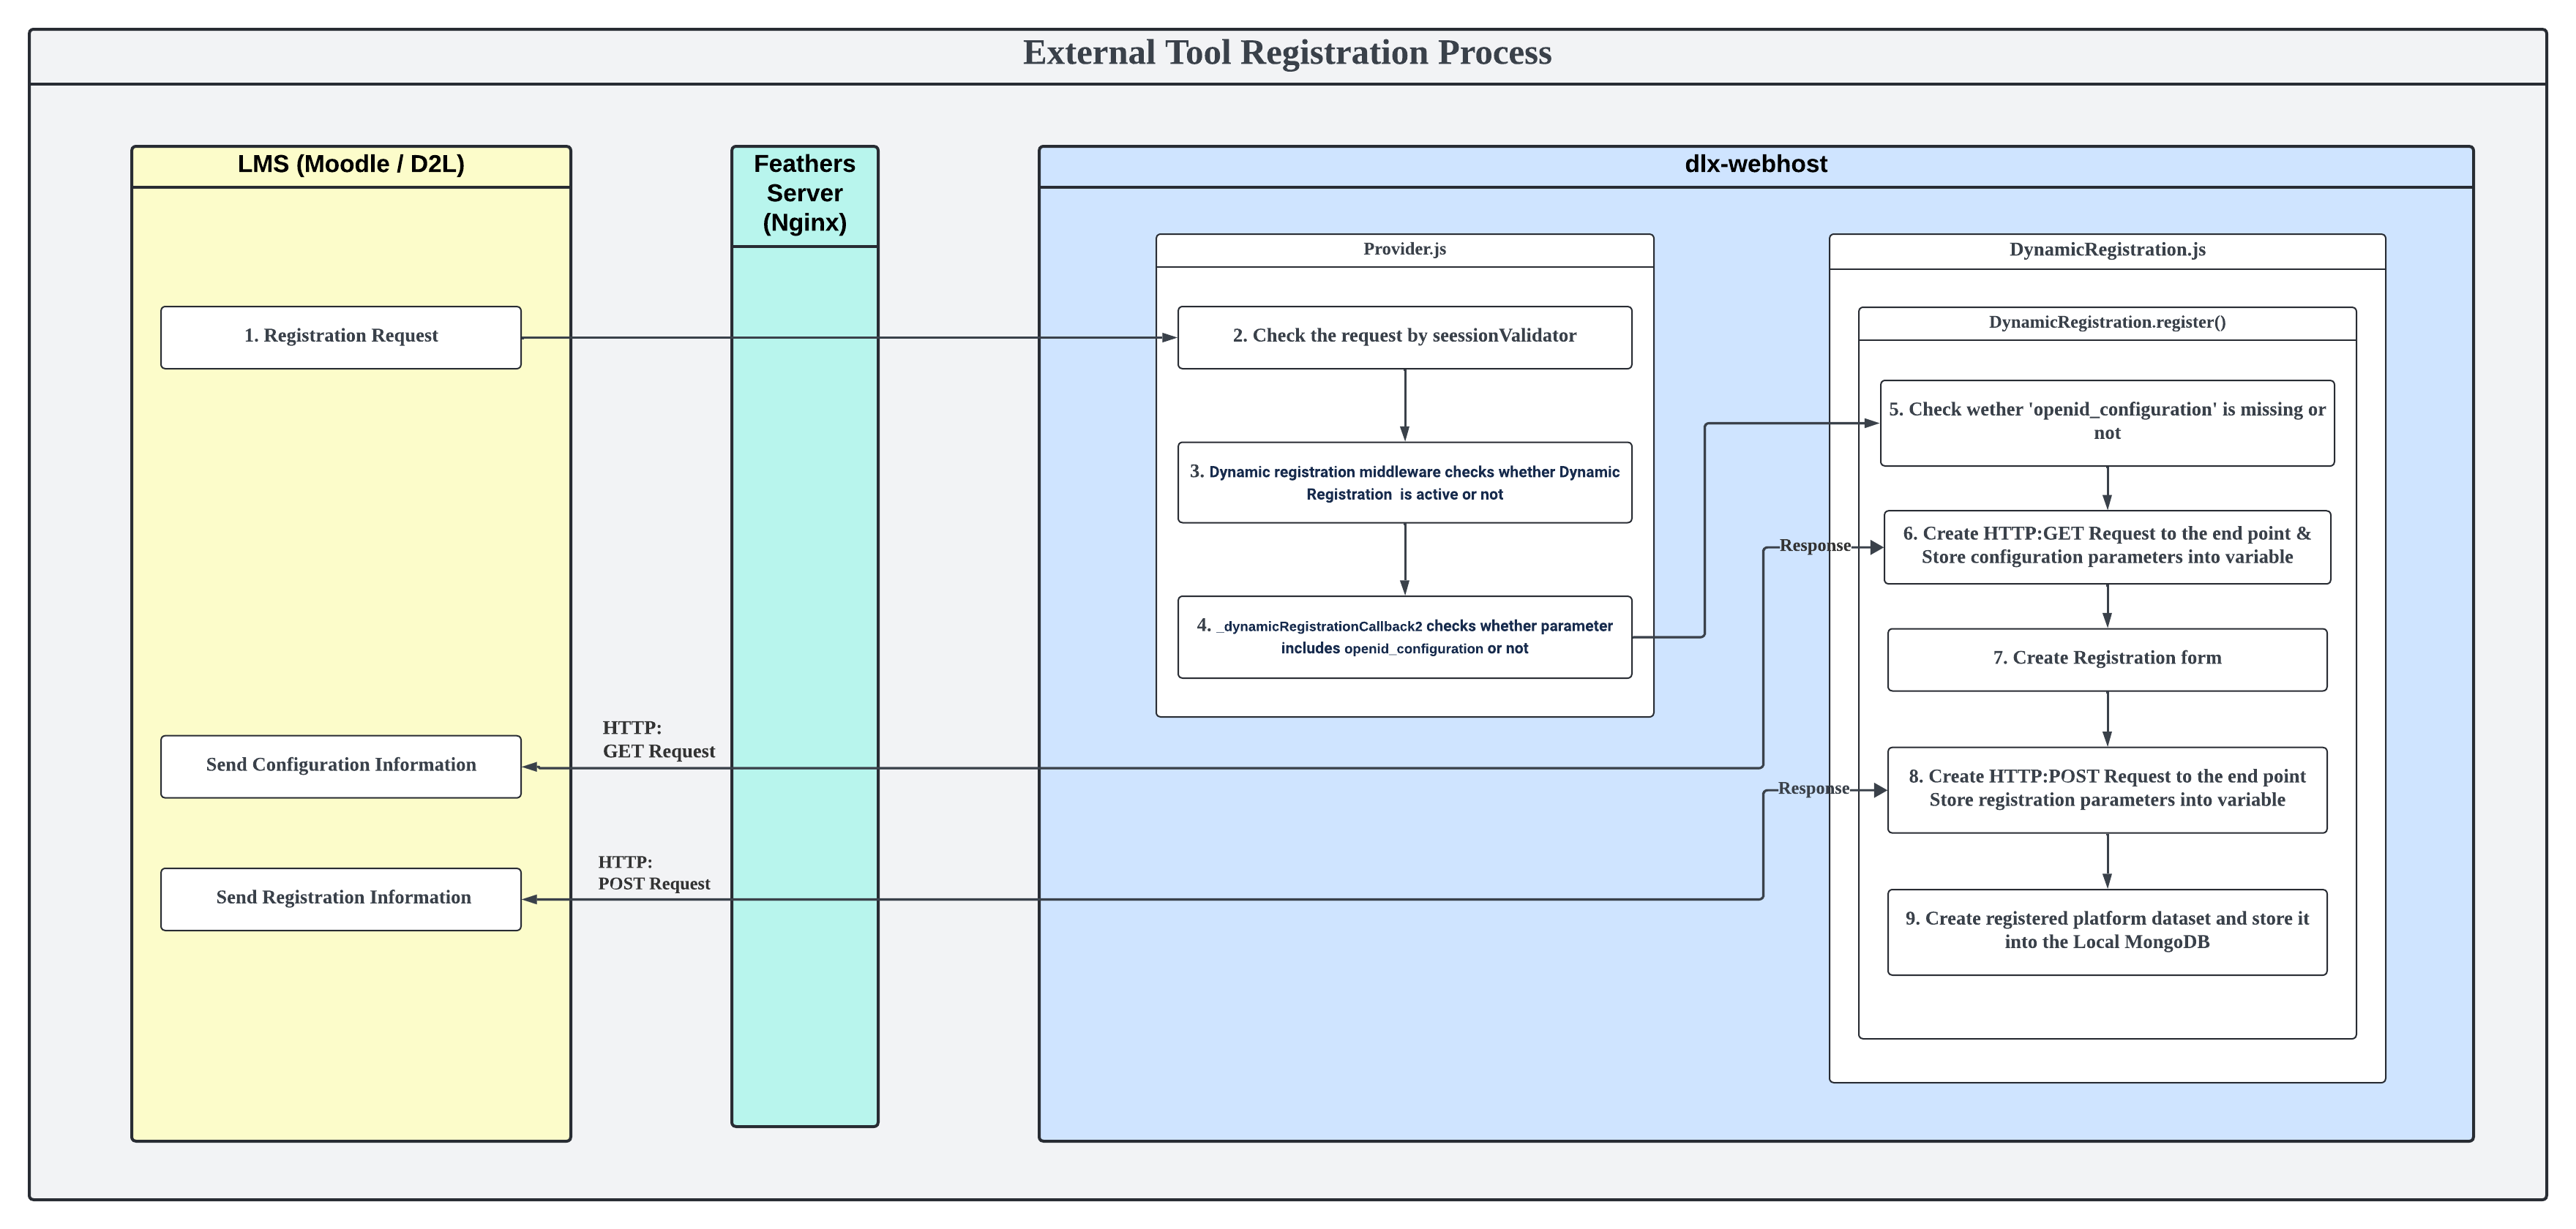 External Tool Registration Process
LMS (Moodle / D2L)
1. Registration Request
Send Configuration Information
Send Registration Information
HTTP:
GET Request
HTTP:
POST Request
Feathers
Server
(Nginx)
dlx-webhost
Provider.js
2. Check the request by seessionValidator
3. Dynamic registration middleware checks whether Dynamic
Registration is active or not
4. _dynamicRegistrationCallback2 checks whether parameter
includes openid_configuration or not
Response
Response
DynamicRegistration.js
DynamicRegistration.register()
5. Check wether 'openid_configuration' is missing or
not
6. Create HTTP:GET Request to the end point &
Store configuration parameters into variable
7. Create Registration form
8. Create HTTP:POST Request to the end point
Store registration parameters into variable
9. Create registered platform dataset and store it
into the Local MongoDB